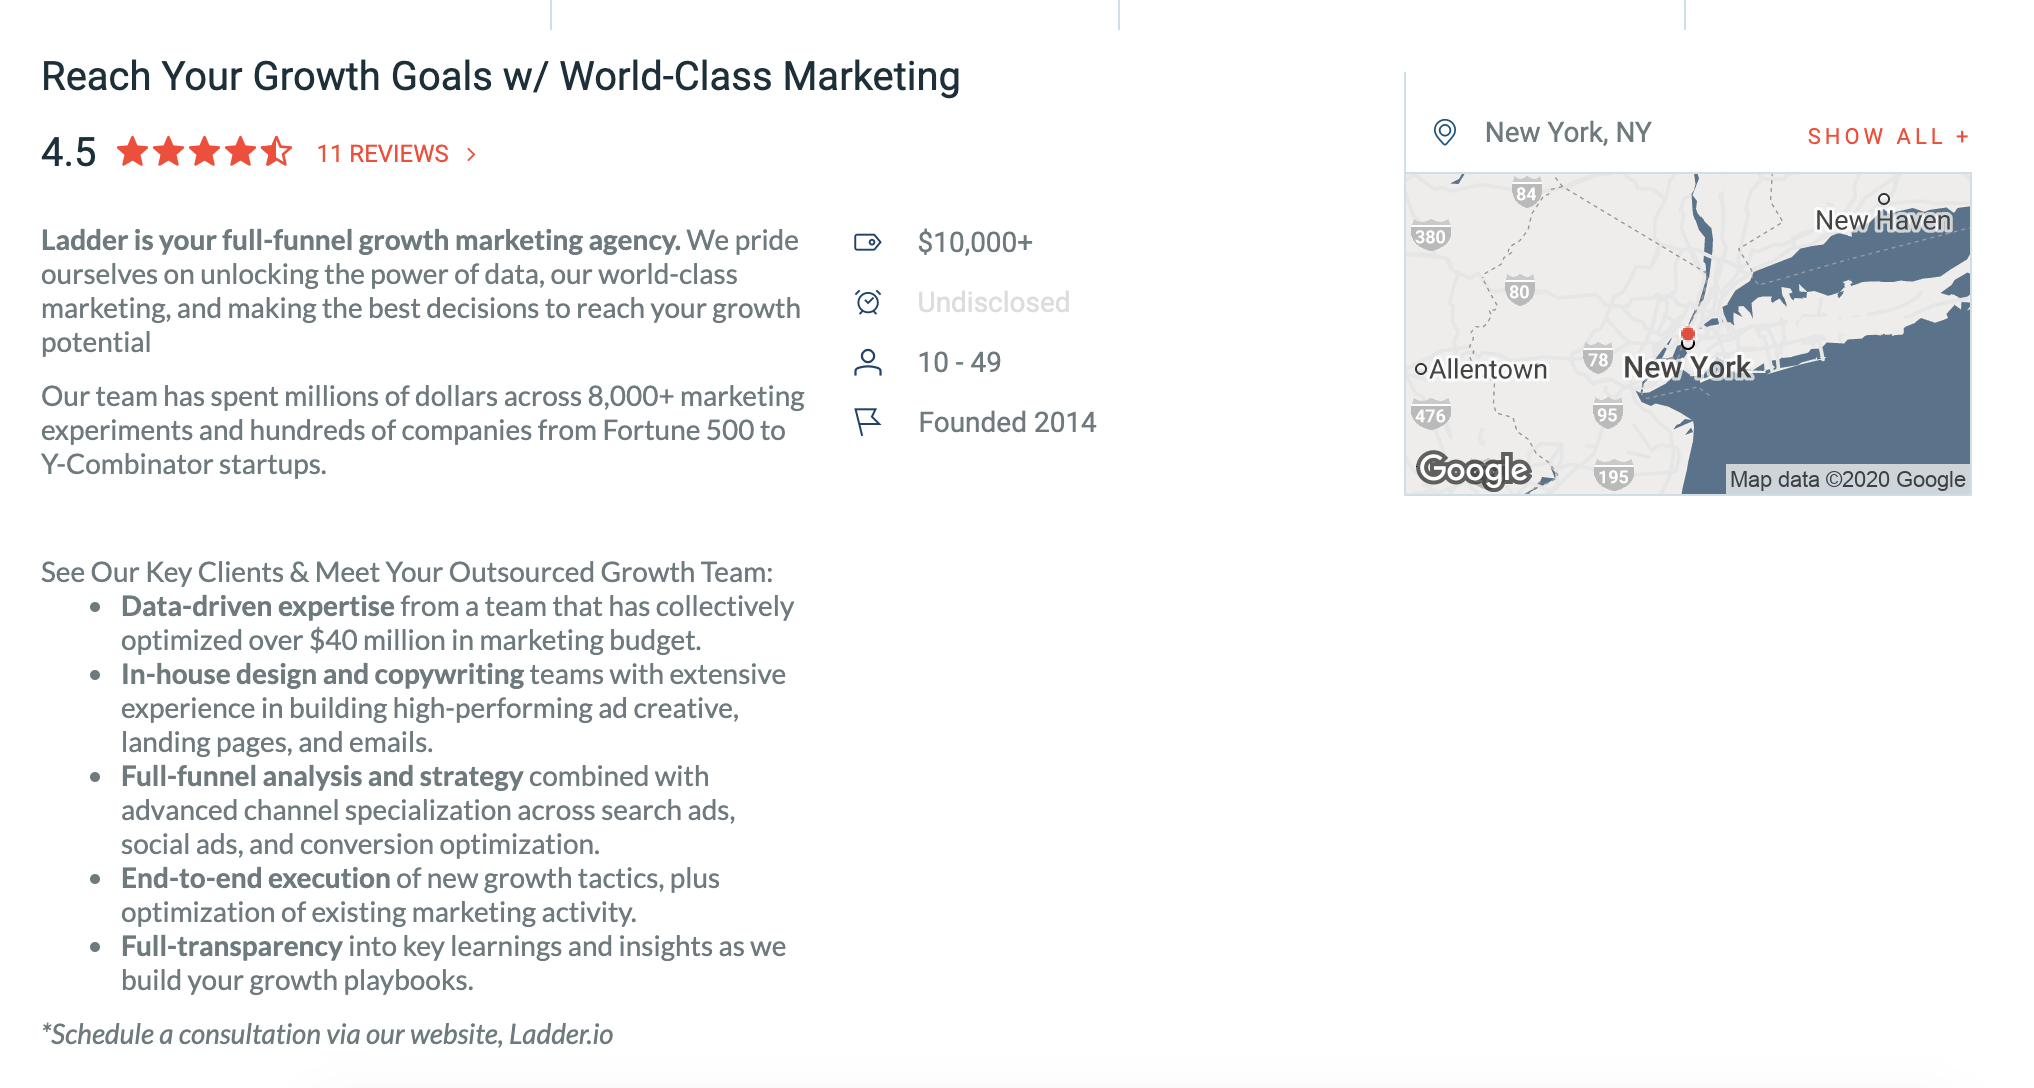 Reach Your Growth Goals w/ World-Class Marketing
4.5
11 REVIEWS >
Ladder is your full-funnel growth marketing agency. We pride
ourselves on unlocking the power of data, our world-class
marketing, and making the best decisions to reach your growth
potential
Our team has spent millions of dollars across 8,000+ marketing
experiments and hundreds of companies from Fortune 500 to
Y-Combinator startups.
See Our Key Clients & Meet Your Outsourced Growth Team:
• Data-driven expertise from a team that has collectively
optimized over $40 million in marketing budget.
• In-house design and copywriting teams with extensive
experience in building high-performing ad creative,
landing pages, and emails.
• Full-funnel analysis and strategy combined with
advanced channel specialization across search ads,
social ads, and conversion optimization.
• End-to-end execution of new growth tactics, plus
optimization of existing marketing activity.
• Full-transparency into key learnings and insights as we
build your growth playbooks.
*Schedule a consultation via our website, Ladder.io
$10,000+
Undisclosed
10 - 49
Founded 2014
New York, NY
SHOW ALL +
84
New Haven
380
80
78
New York
Allentown
476
95
Google
195
Map data ©2020 Google